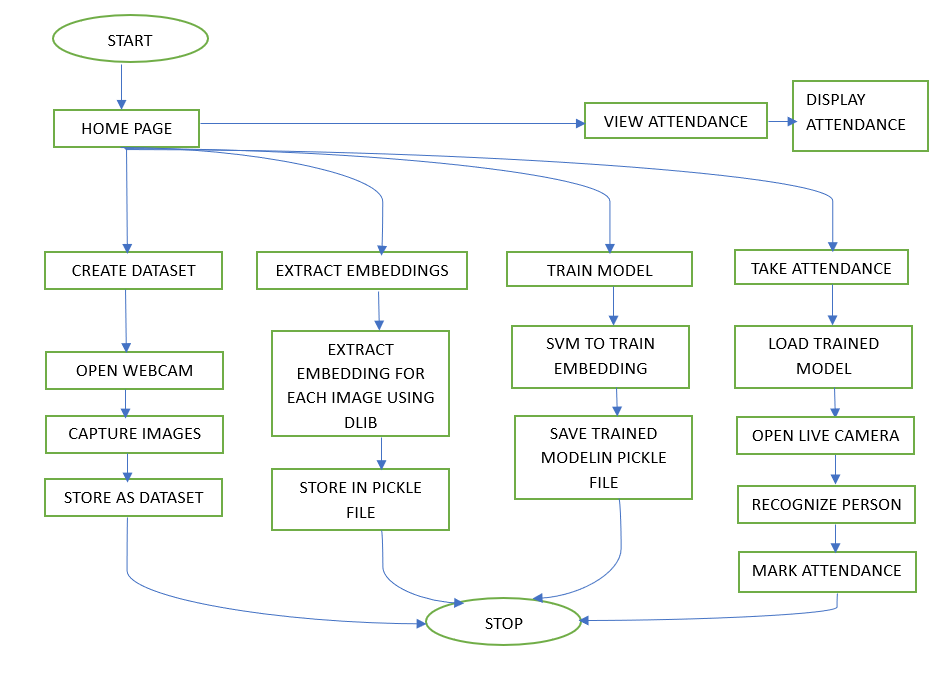 START
HOME PAGE
VIEW ATTENDANCE
DISPLAY
ATTENDANCE
CREATE DATASET
OPEN WEBCAM
CAPTURE IMAGES
STORE AS DATASET
EXTRACT EMBEDDINGS
EXTRACT
EMBEDDING FOR
EACH IMAGE USING
DLIB
STORE IN PICKLE
FILE
TRAIN MODEL
SVM TO TRAIN
EMBEDDING
SAVE TRAINED
MODELIN PICKLE
FILE
TAKE ATTENDANCE
LOAD TRAINED
MODEL
OPEN LIVE CAMERA
RECOGNIZE PERSON
MARK ATTENDANCE
STOP